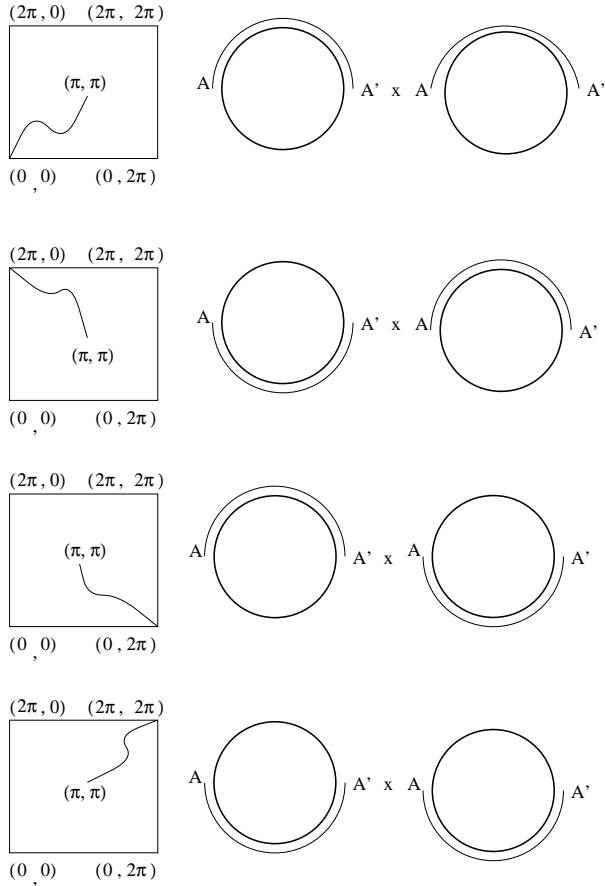 (2π, 0) (2π, 2π)
(π, π)
A A' x A A'
(0 , 0) (0, 2π)
(2π, 0) (2π, 2π)
A A' x A A'
(π, π)
(0 , 0) (0, 2π)
(2π, 0) (2π, 2π)
(π, π)
A A' x A A'
(0 , 0) (0, 2π)
(2π, 0) (2π, 2π)
(π, π)
A A' x A A'
(0 , 0) (0, 2π)